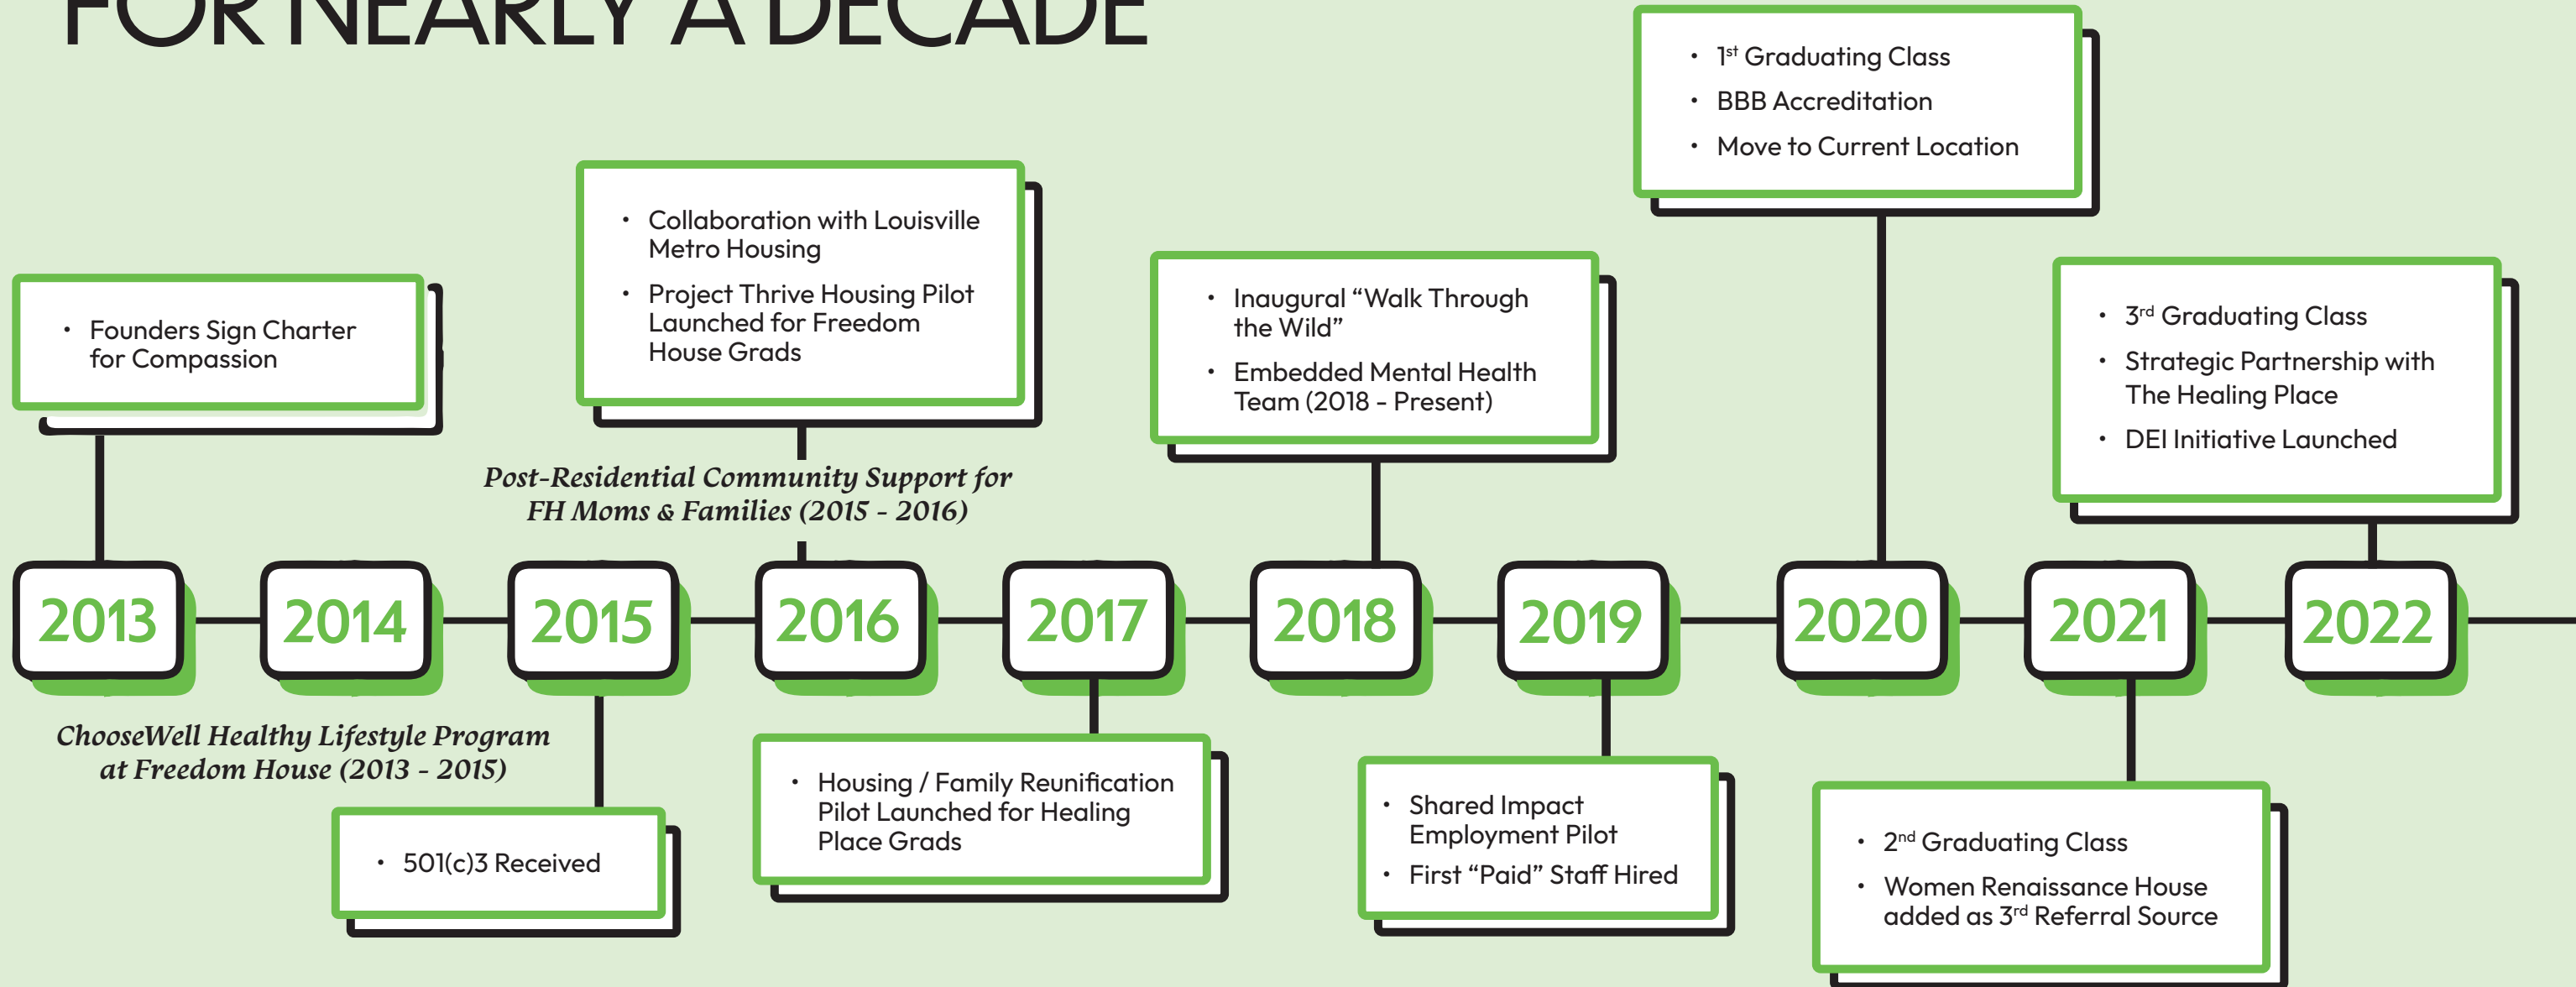 FOR NEARLY A DECADE
• 1st Graduating Class
• BBB Accreditation
• Move to Current Location
• Collaboration with Louisville
Metro Housing
• Project Thrive Housing Pilot
Launched for Freedom
House Grads
• Inaugural “Walk Through
the Wild”
• Embedded Mental Health
Team (2018 - Present)
• 3rd Graduating Class
• Strategic Partnership with
The Healing Place
• DEI Initiative Launched
• Founders Sign Charter
for Compassion
Post-Residential Community Support for
FH Moms & Families (2015 - 2016)
2013
2014
2015
2016
2017
2018
2019
2020
2021
2022
ChooseWell Healthy Lifestyle Program
at Freedom House (2013 - 2015)
• 501(c)3 Received
• Housing / Family Reunification
Pilot Launched for Healing
Place Grads
• Shared Impact
Employment Pilot
• First “Paid” Staff Hired
• 2nd Graduating Class
• Women Renaissance House
added as 3rd Referral Source